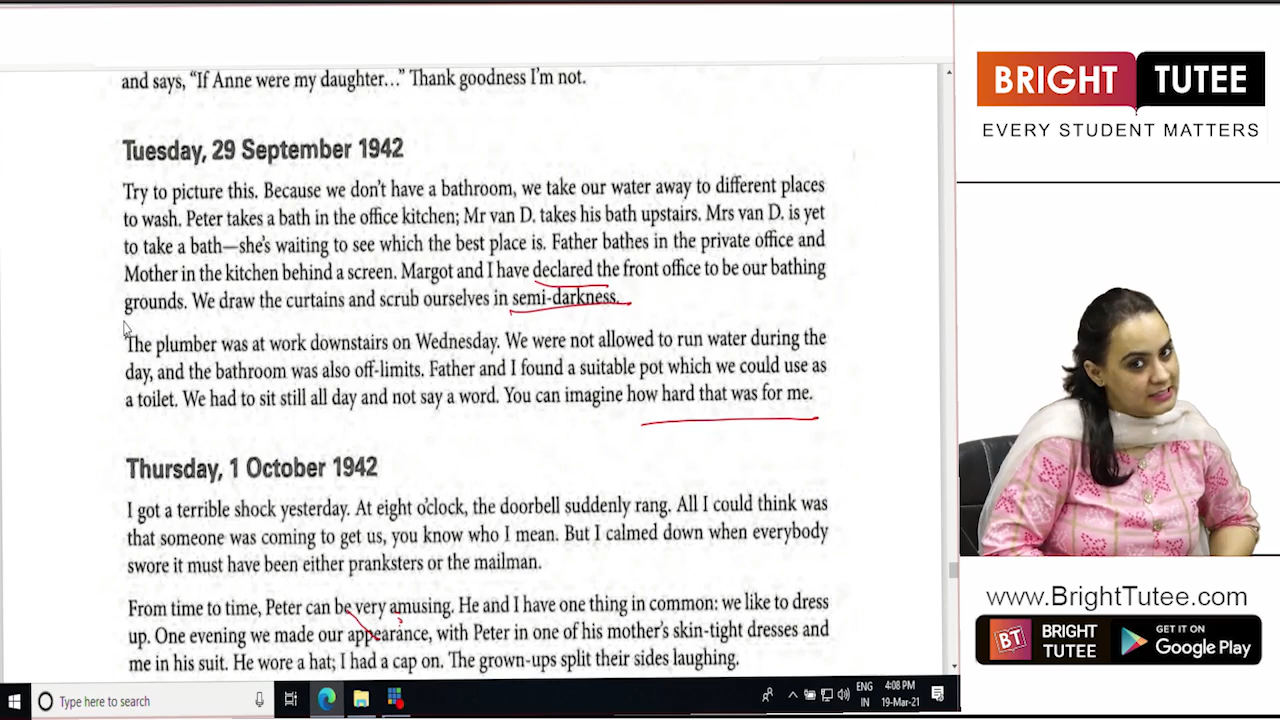 and says, “If Anne were my daughter...” Thank goodness I'm not.
Tuesday, 29 September 1942
Try to picture this. Because we don't have a bathroom, we take our water away to different places
to wash. Peter takes a bath in the office kitchen; Mr van D. takes his bath upstairs. Mrs van D. is yet
to take a bath—she's waiting to see which the best place is. Father bathes in the private office and
Mother in the kitchen behind a screen. Margot and I have declared the front office to be our bathing
grounds. We draw the curtains and scrub ourselves in semi-darkness.
The plumber was at work downstairs on Wednesday. We were not allowed to run water during the
day, and the bathroom was also off-limits. Father and I found a suitable pot which we could use as
a toilet. We had to sit still all day and not say a word. You can imagine how hard that was for me.
Thursday, 1 October 1942
I got a terrible shock yesterday. At eight o'clock, the doorbell suddenly rang. All I could think was
that someone was coming to get us, you know who I mean. But I calmed down when everybody
swore it must have been either pranksters or the mailman.
From time to time, Peter can be very amusing. He and I have one thing in common: we like to dress
up. One evening we made our appearance, with Peter in one of his mother's skin-tight dresses and
me in his suit. He wore a hat; I had a cap on. The grown-ups split their sides laughing.
BRIGHT TUTEE
EVERY STUDENT MATTERS
www.BrightTutee.com
BT BRIGHT TUTEE
GET IT ON
Google Play
Type here to search
ENG
IN
4:08 PM
19-Mar-21